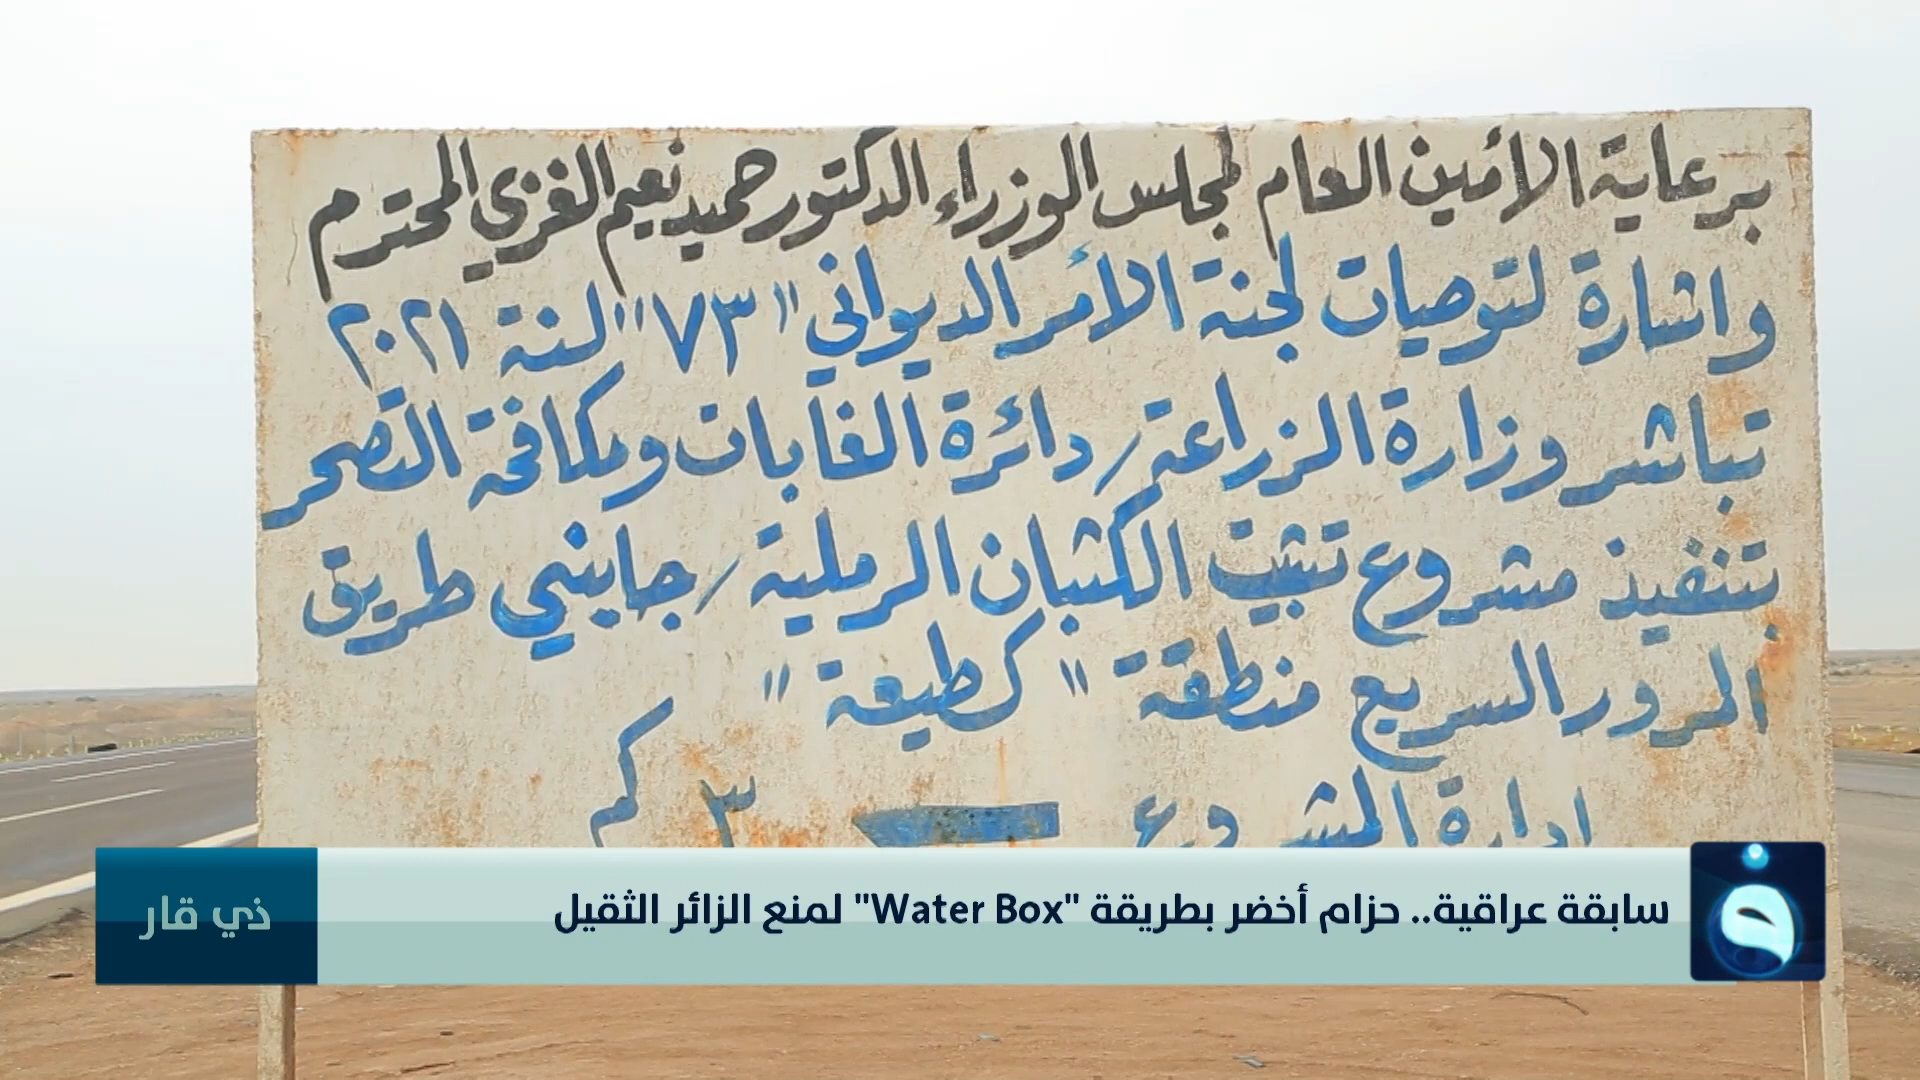 برعاية الأمين العام لمجلس الوزراء الدكتور حميد نعيم الغزي المحترم
واشارة لتوصيات لجنة الأمر الديواني "٧٣" لسنة ٢٠٢١
تباشر وزارة الزراعة / دائرة الغابات ومكافحة التصحر
بتنفيذ مشروع تثبيت الكثبان الرملية / جانبي طريق
المرور السريع منطقة "كطيعة"
ادارة المشروع ٣ كم
سابقة عراقية.. حزام أخضر بطريقة "Water Box" لمنع الزائر الثقيل
ذي قار